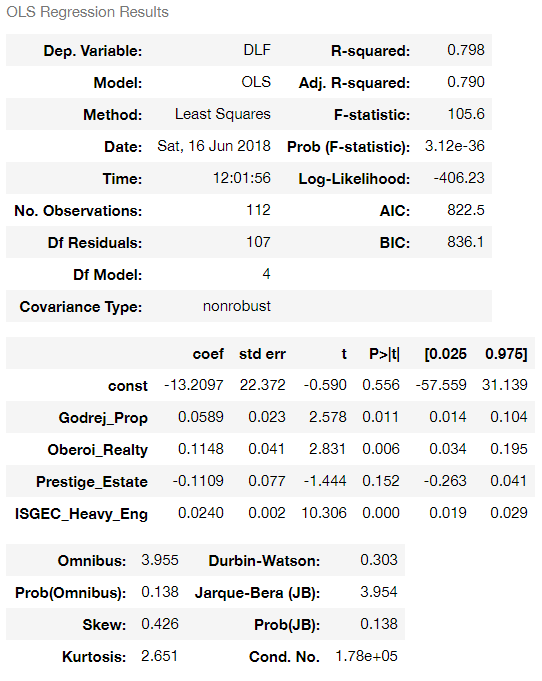 OLS Regression Results
Dep. Variable: DLF R-squared: 0.798
Model: OLS Adj. R-squared: 0.790
Method: Least Squares F-statistic: 105.6
Date: Sat, 16 Jun 2018 Prob (F-statistic): 3.12e-36
Time: 12:01:56 Log-Likelihood: -406.23
No. Observations: 112 AIC: 822.5
Df Residuals: 107 BIC: 836.1
Df Model: 4
Covariance Type: nonrobust
coef std err t P>|t| [0.025 0.975]
const -13.2097 22.372 -0.590 0.556 -57.559 31.139
Godrej_Prop 0.0589 0.023 2.578 0.011 0.014 0.104
Oberoi_Realty 0.1148 0.041 2.831 0.006 0.034 0.195
Prestige_Estate -0.1109 0.077 -1.444 0.152 -0.263 0.041
ISGEC_Heavy_Eng 0.0240 0.002 10.306 0.000 0.019 0.029
Omnibus: 3.955 Durbin-Watson: 0.303
Prob(Omnibus): 0.138 Jarque-Bera (JB): 3.954
Skew: 0.426 Prob(JB): 0.138
Kurtosis: 2.651 Cond. No. 1.78e+05